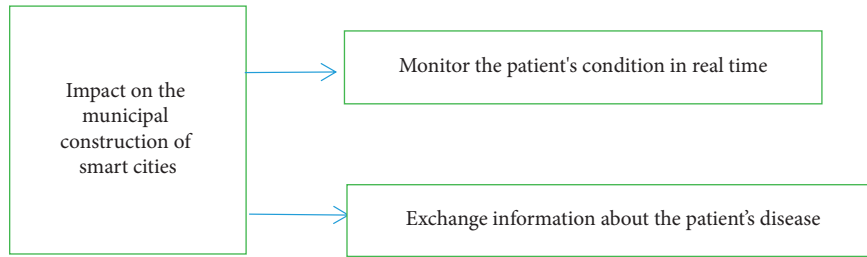 Impact on the
municipal
construction of
smart cities
Monitor the patient's condition in real time
Exchange information about the patient’s disease